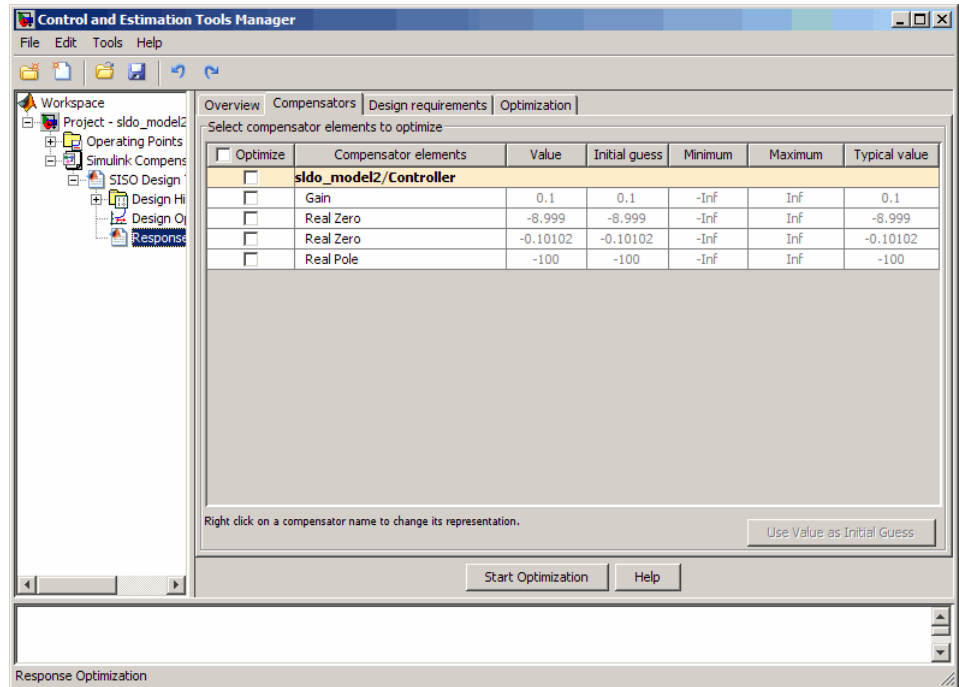 Control and Estimation Tools Manager
File Edit Tools Help
Workspace
Project - sldo_model2
Operating Points
Simulink Compens
SISO Design
Design Hi
Design Op
Response
Overview Compensators Design requirements Optimization
Select compensator elements to optimize
Optimize Compensator elements Value Initial guess Minimum Maximum Typical value
sldo_model2/Controller
Gain 0.1 0.1 -Inf Inf 0.1
Real Zero -8.999 -8.999 -Inf Inf -8.999
Real Zero -0.10102 -0.10102 -Inf Inf -0.10102
Real Pole -100 -100 -Inf Inf -100
Right click on a compensator name to change its representation.
Use Value as Initial Guess
Start Optimization Help
Response Optimization